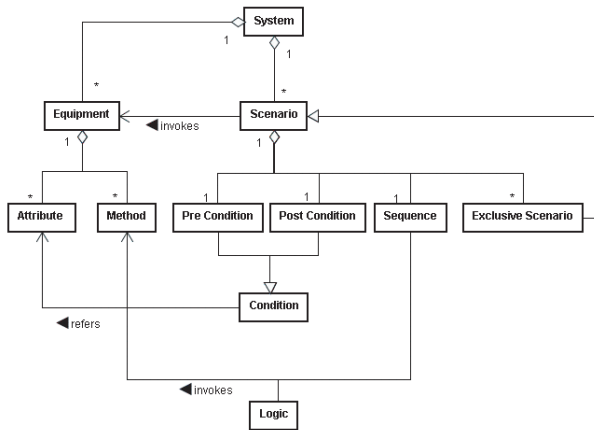 System
1
1
*
*
Equipment
Scenario
invokes
1
1
*
*
1
1
1
*
Attribute
Method
Pre Condition
Post Condition
Sequence
Exclusive Scenario
Condition
refers
invokes
Logic